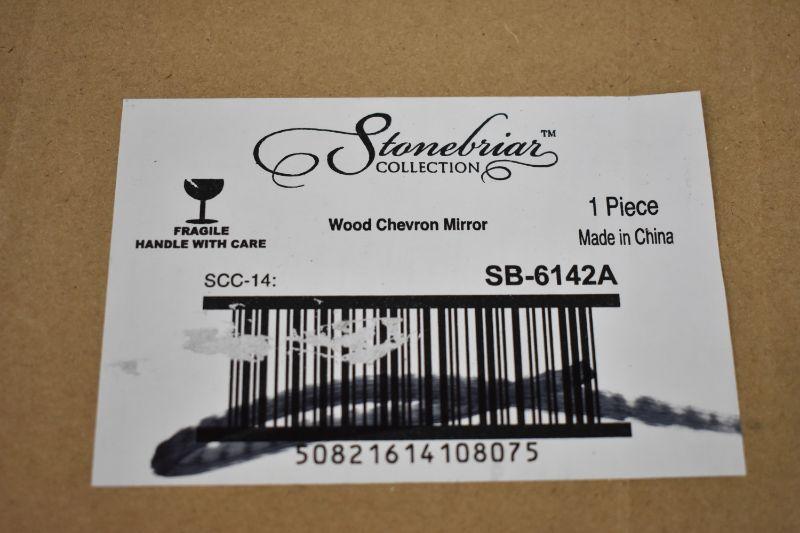 Stonebriar™
COLLECTION
FRAGILE
HANDLE WITH CARE
Wood Chevron Mirror
1 Piece
Made in China
SCC-14:
SB-6142A
50821614108075